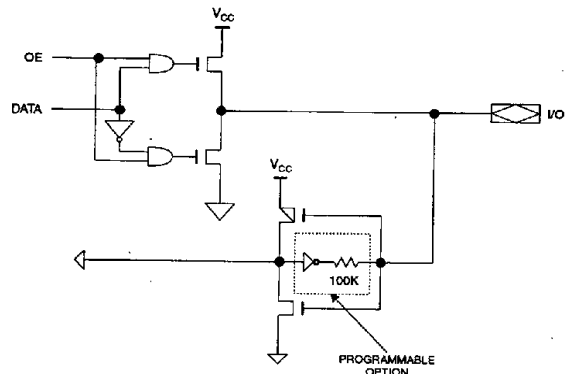 VCC
OE
DATA
I/O
VCC
100K
PROGRAMMABLE
OPTION